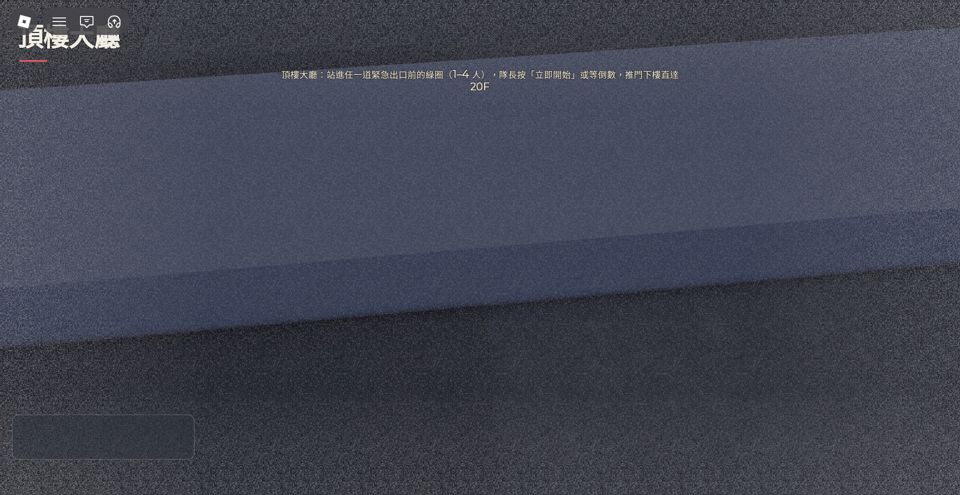 頂樓大廳
頂樓大廳：站進任一道緊急出口前的綠圈（1–4 人），隊長按「立即開始」或等倒數，推門下樓直達
20F